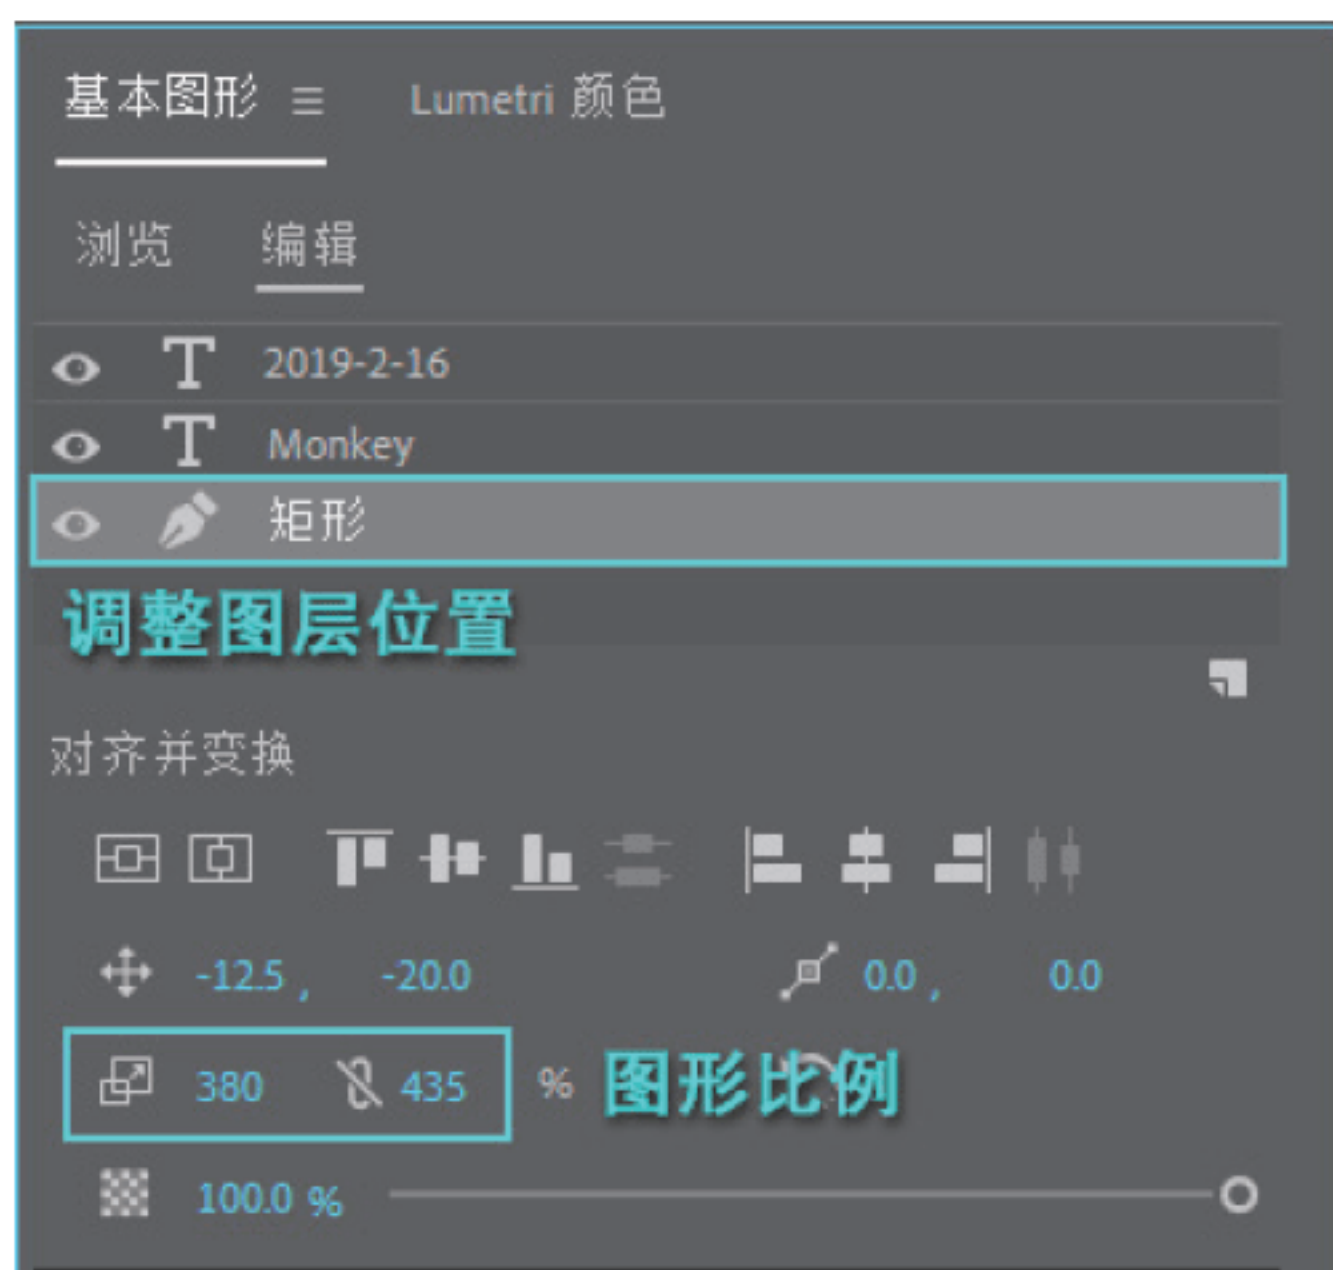 基本图形 Lumetri 颜色
浏览 编辑
2019-2-16
Monkey
矩形
调整图层位置
对齐并变换
-12.5 , -20.0 0.0 , 0.0
380 435 % 图形比例
100.0 %